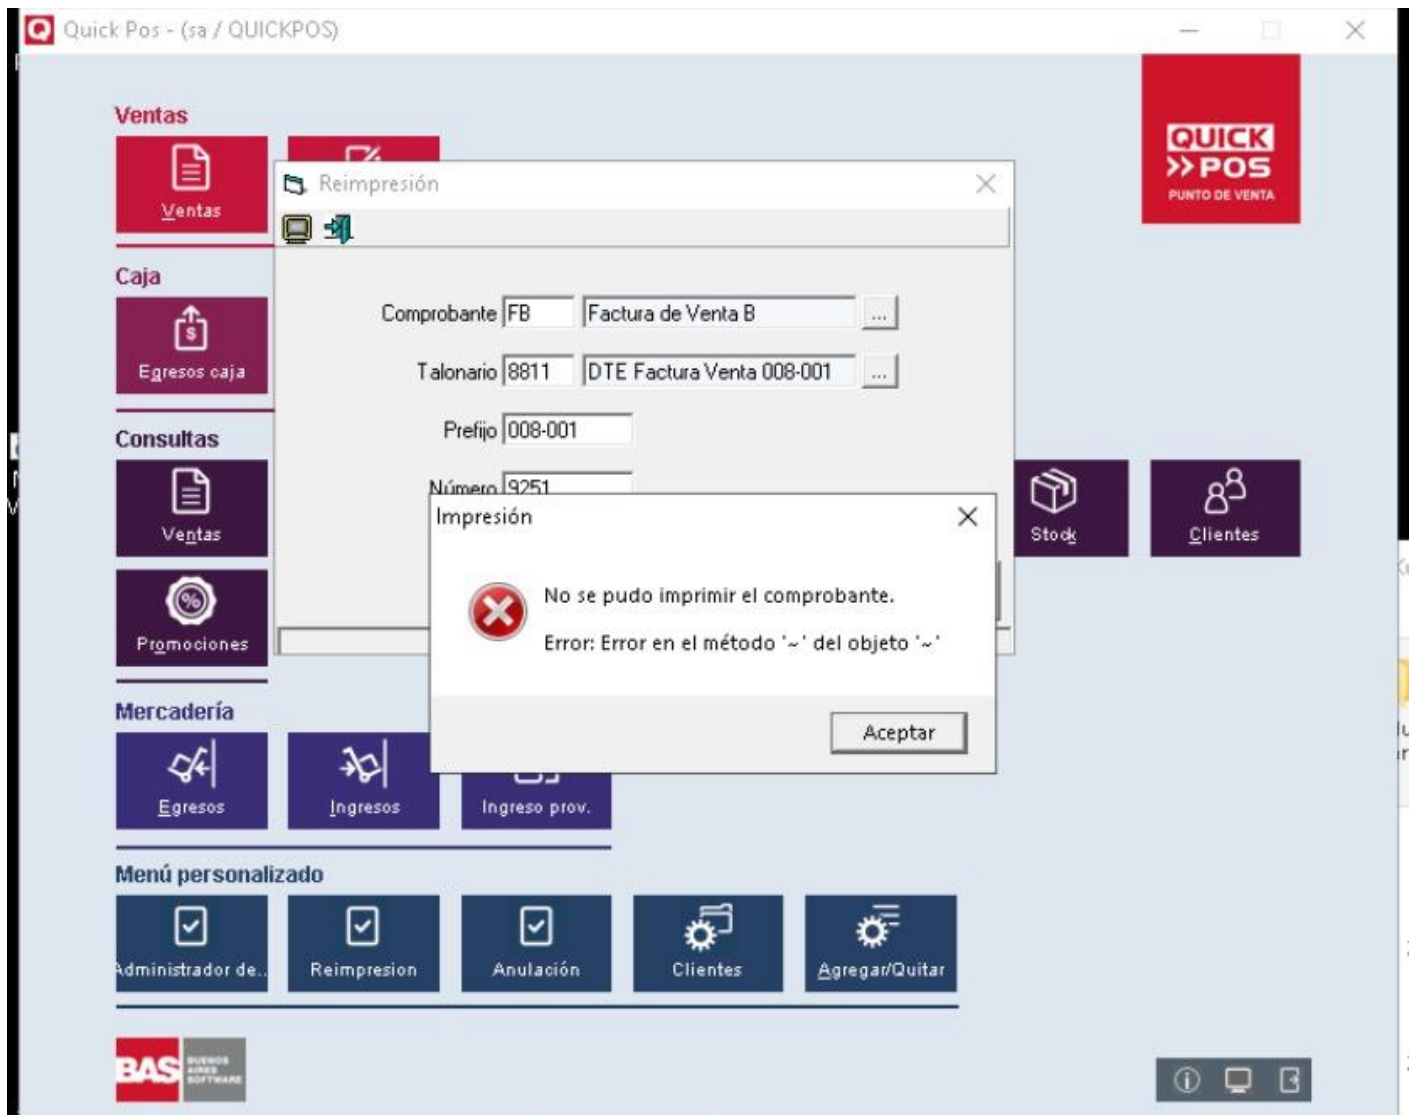 Quick Pos - (sa / QUICKPOS)
QUICK
>>POS
PUNTO DE VENTA
Ventas
Ventas
Reimpresión
Comprobante FB Factura de Venta B ...
Talonario 8811 DTE Factura Venta 008-001 ...
Prefijo 008-001
Número 9251
Caja
Egresos caja
Consultas
Ventas
Stock
Clientes
Promociones
Impresión
No se pudo imprimir el comprobante.
Error: Error en el método '~' del objeto '~'
Aceptar
Mercadería
Egresos
Ingresos
Ingreso prov.
Menú personalizado
Administrador de..
Reimpresion
Anulación
Clientes
Agregar/Quitar
BAS
BUENOS
AIRES
SOFTWARE